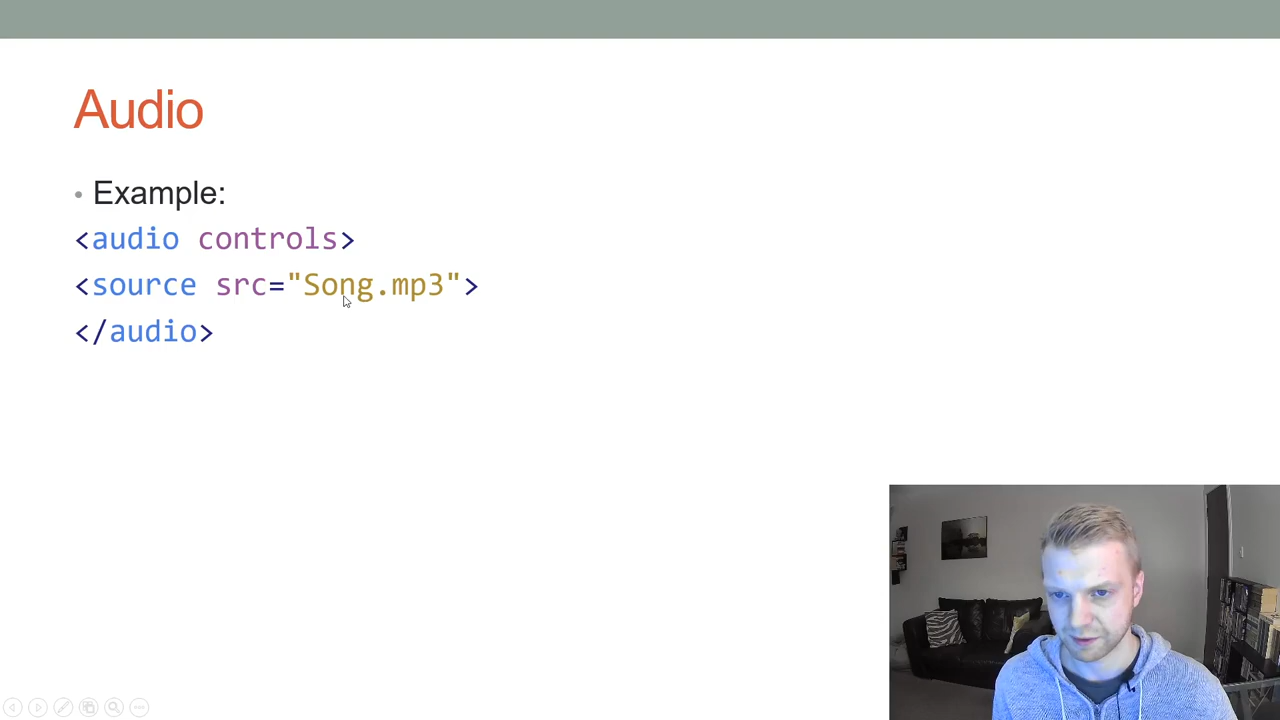 Audio
• Example:
<audio controls>
<source src="Song.mp3">
</audio>